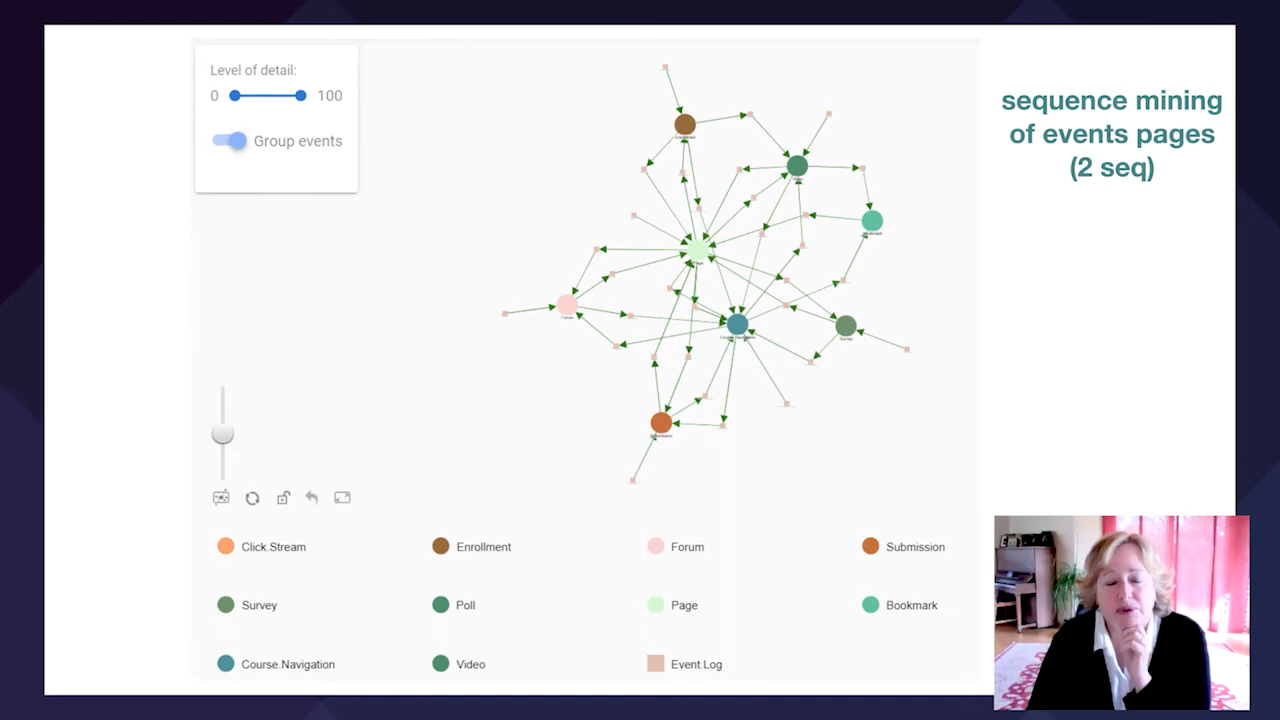 Level of detail:
0 100
Group events
sequence mining
of events pages
(2 seq)
Click.Stream Enrollment Forum Submission
Survey Poll Page Bookmark
Course.Navigation Video Event.Log